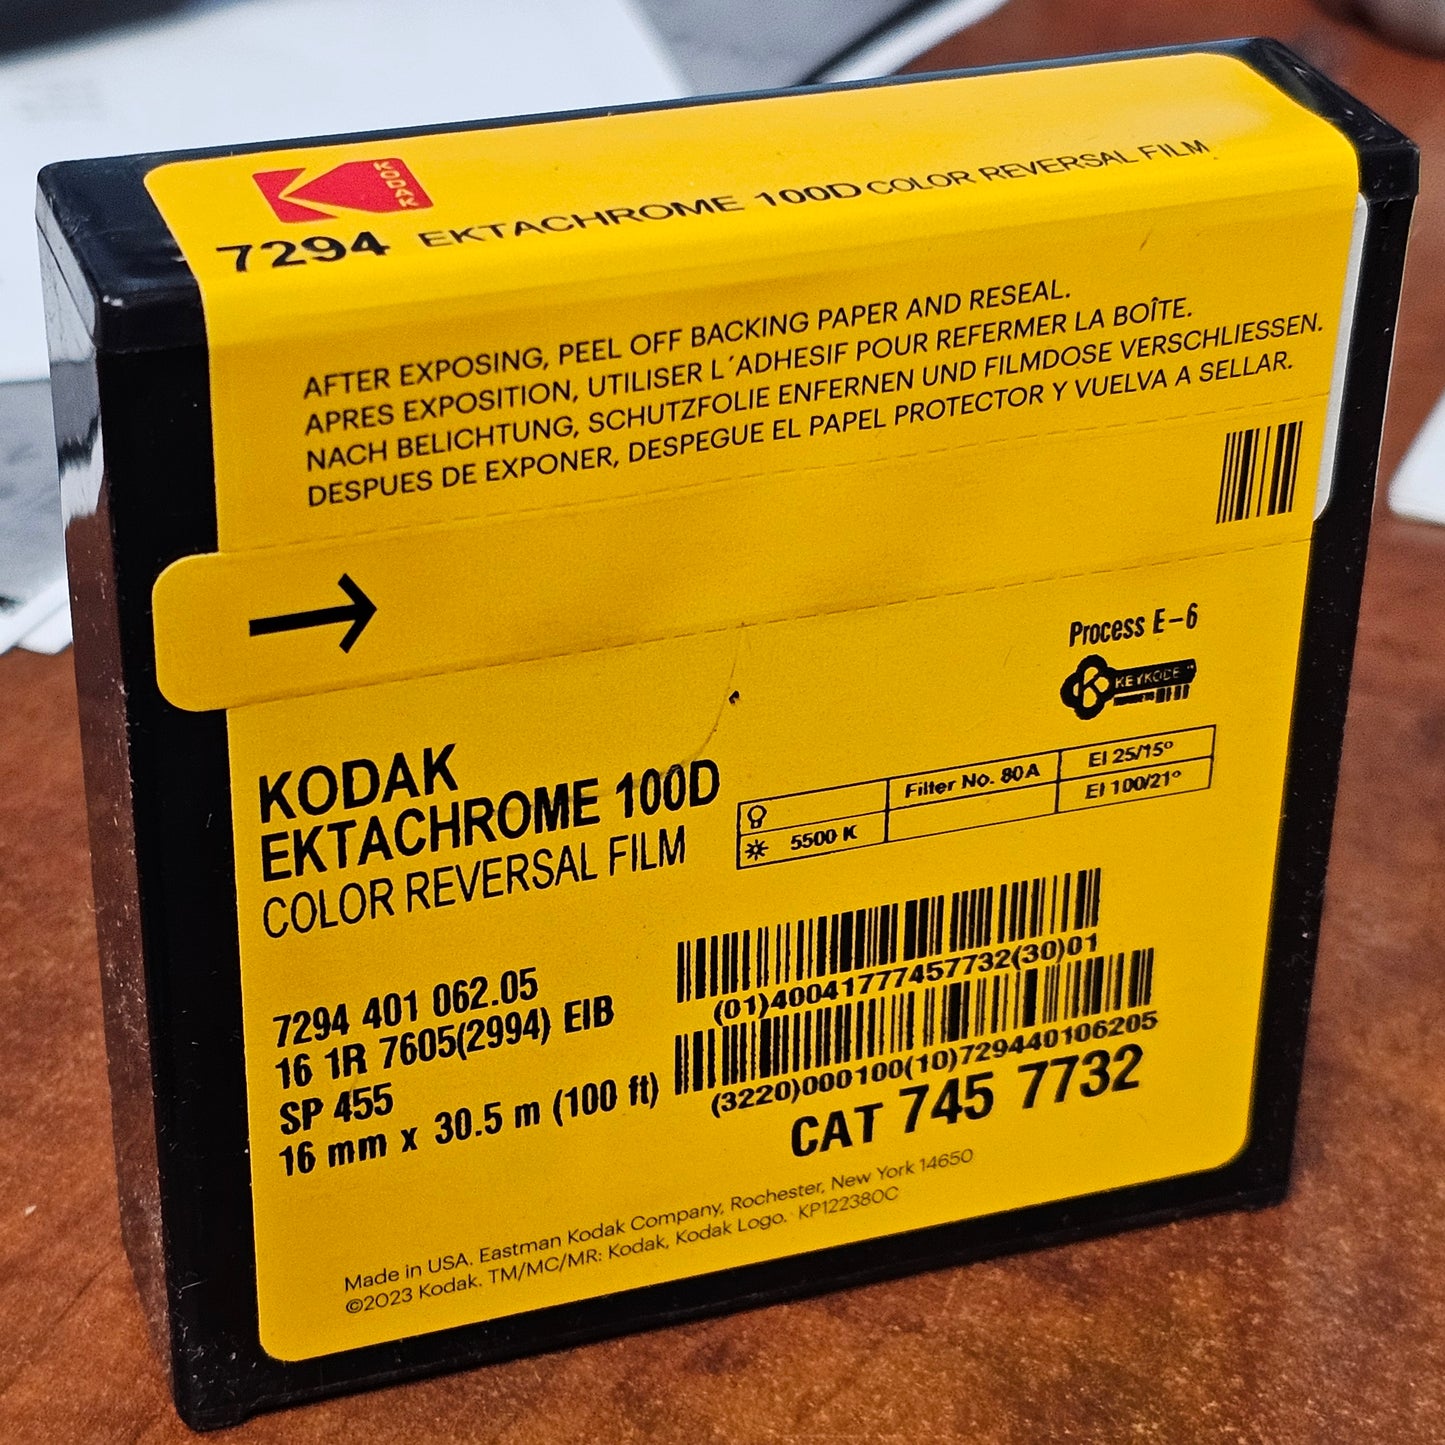 KODAK
7294 EKTACHROME 100D COLOR REVERSAL FILM
AFTER EXPOSING, PEEL OFF BACKING PAPER AND RESEAL.
APRES EXPOSITION, UTILISER L´ADHESIF POUR REFERMER LA BOÎTE.
NACH BELICHTUNG, SCHUTZFOLIE ENFERNEN UND FILMDOSE VERSCHLIESSEN.
DESPUES DE EXPONER, DESPEGUE EL PAPEL PROTECTOR Y VUELVA A SELLAR.
Process E-6
K KEYKODE™
KODAK
EKTACHROME 100D
COLOR REVERSAL FILM
Filter No. 80A EI 25/15°
5500 K EI 100/21°
7294 401 062.05
16 1R 7605(2994) EIB
SP 455
16 mm x 30.5 m (100 ft)
(01)40041777457732(30)01
(3220)000100(10)729440106205
CAT 745 7732
Made in USA. Eastman Kodak Company, Rochester, New York 14650
©2023 Kodak. TM/MC/MR: Kodak, Kodak Logo. KP122380C